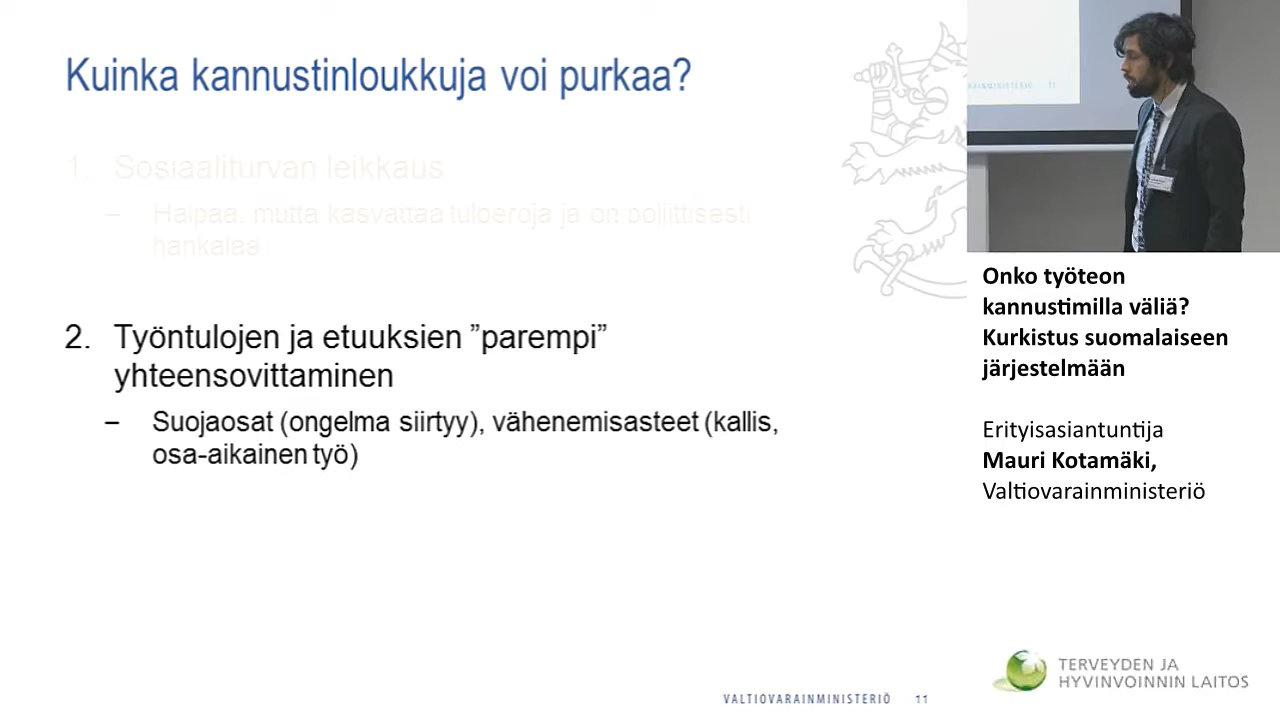 Kuinka kannustinloukkuja voi purkaa?
1. Sosiaaliturvan leikkaus
– Halpaa, mutta kasvattaa tuloeroja ja on poliittisesti
hankalaa
2. Työntulojen ja etuuksien ”parempi”
yhteensovittaminen
– Suojaosat (ongelma siirtyy), vähenemisasteet (kallis,
osa-aikainen työ)
VALTIOVARAINMINISTERIÖ 11
Onko työteon
kannustimilla väliä?
Kurkistus suomalaiseen
järjestelmään
Erityisasiantuntija
Mauri Kotamäki,
Valtiovarainministeriö
TERVEYDEN JA
HYVINVOINNIN LAITOS